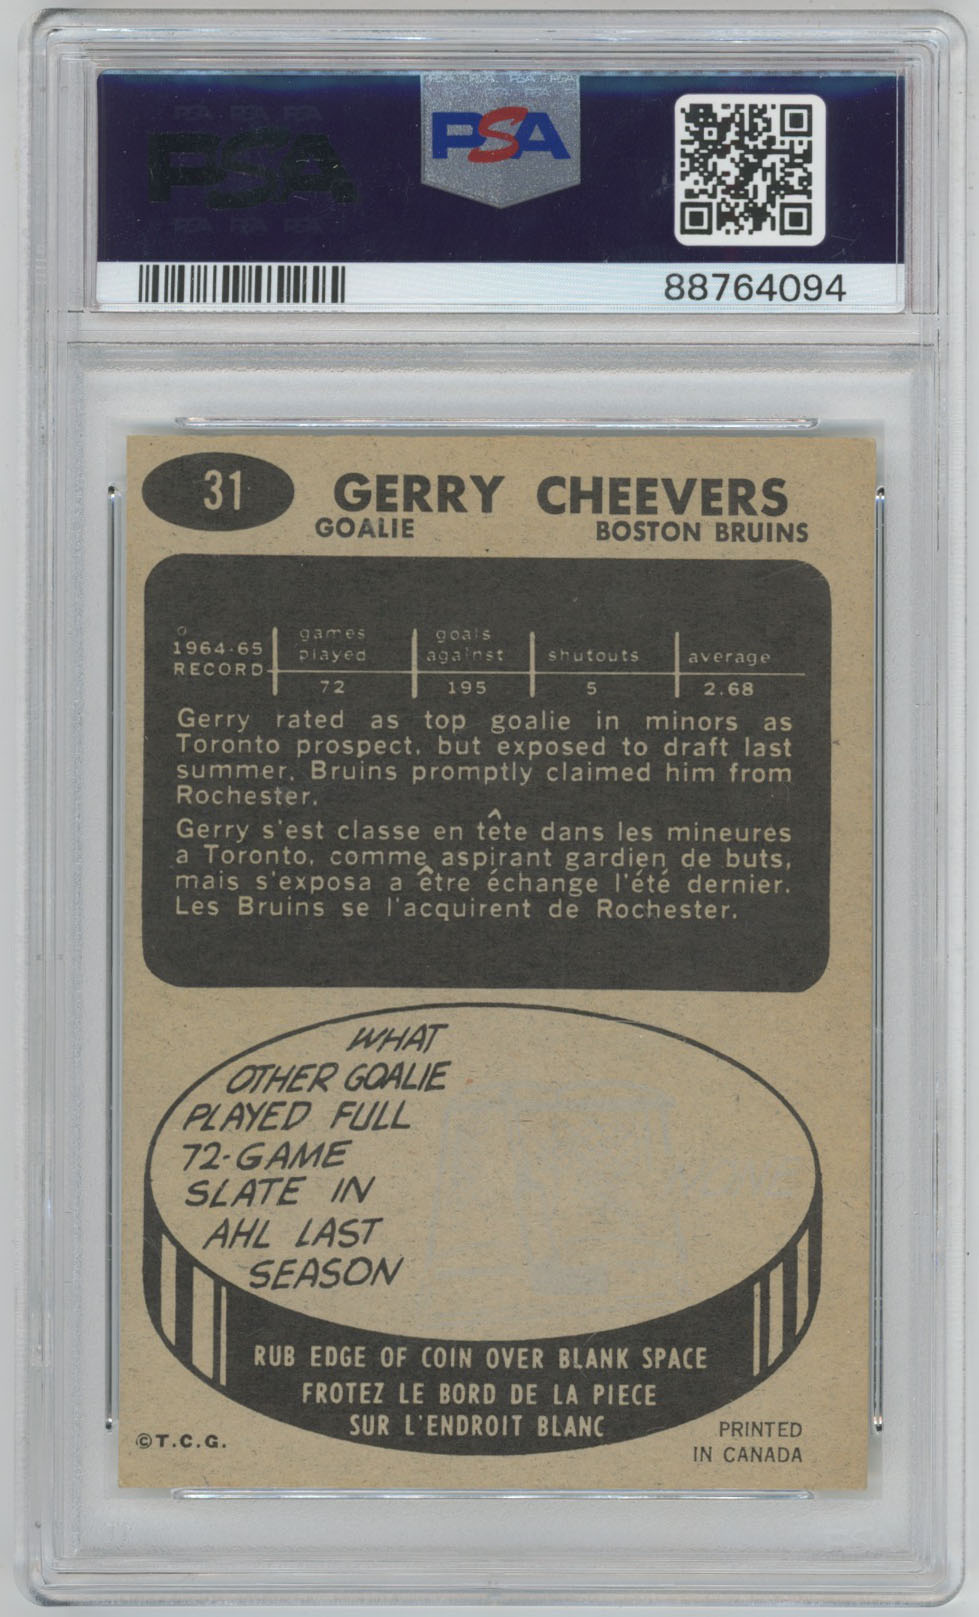 PSA
PSA
88764094
31
GERRY CHEEVERS
GOALIE
BOSTON BRUINS
1964-65 RECORD
games played
goals against
shutouts
average
72
195
5
2.68
Gerry rated as top goalie in minors as
Toronto prospect, but exposed to draft last
summer. Bruins promptly claimed him from
Rochester.
Gerry s'est classe en tête dans les mineures
a Toronto, comme aspirant gardien de buts,
mais s'exposa a être échange l'été dernier.
Les Bruins se l'acquirent de Rochester.
WHAT
OTHER GOALIE
PLAYED FULL
72-GAME
SLATE IN
AHL LAST
SEASON
RUB EDGE OF COIN OVER BLANK SPACE
FROTEZ LE BORD DE LA PIECE
SUR L'ENDROIT BLANC
©T.C.G.
PRINTED
IN CANADA